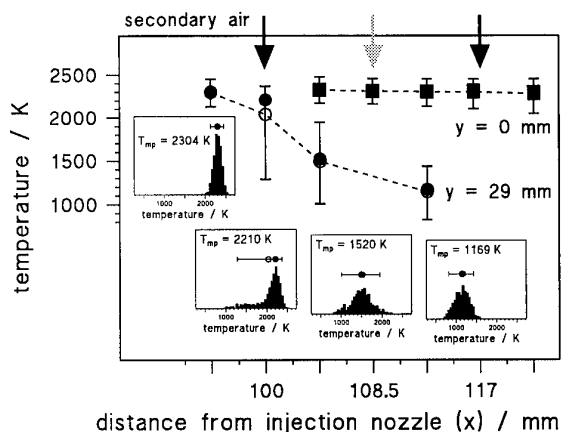 secondary air
temperature / K
2500
2000
1500
1000
y = 0 mm
y = 29 mm
T_mp = 2304 K
2000
temperature / K
T_mp = 2210 K
1000 2000
temperature / K
T_mp = 1520 K
1000 2000
temperature / K
T_mp = 1169 K
1000 2000
temperature / K
100 108.5 117
distance from injection nozzle (x) / mm